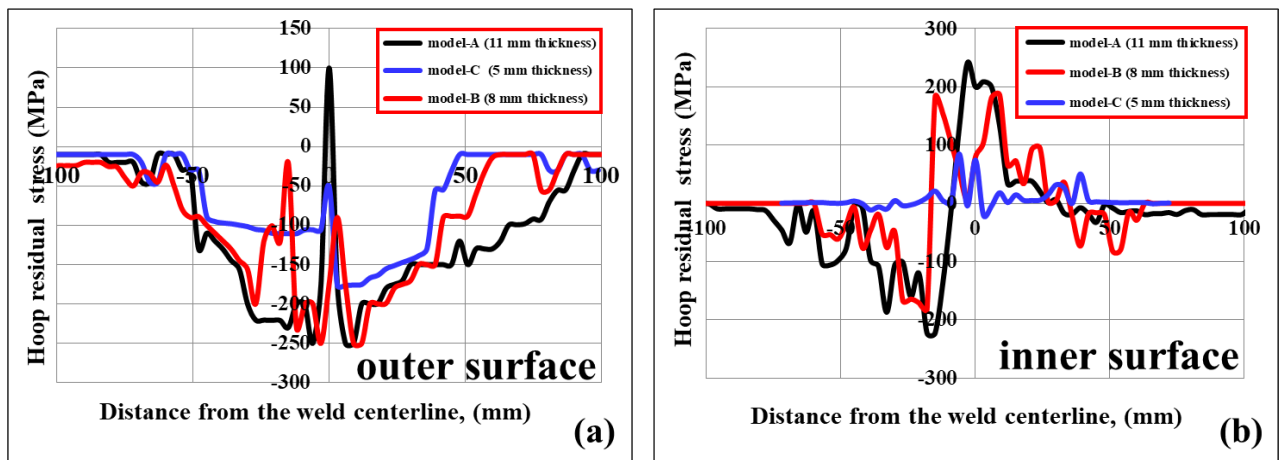 150
100
50
0
-50
-100
-150
-200
-250
-300
100
-50
0
50
100
Hoop residual stress (MPa)
model-A (11 mm thickness)
model-C (5 mm thickness)
model-B (8 mm thickness)
outer surface
Distance from the weld centerline, (mm)
(a)
300
200
100
0
-100
-200
-300
-100
-50
0
50
100
Hoop residual stress (MPa)
model-A (11 mm thickness)
model-B (8 mm thickness)
model-C (5 mm thickness)
inner surface
Distance from the weld centerline, (mm)
(b)